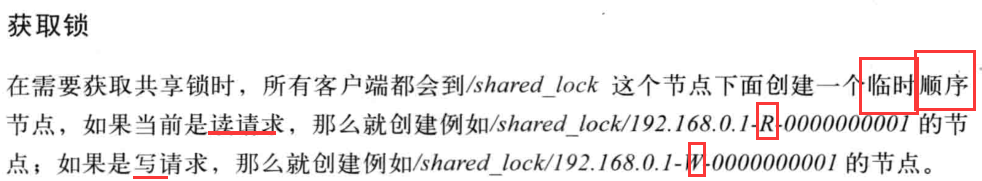 获取锁
在需要获取共享锁时，所有客户端都会到/shared_lock 这个节点下面创建一个临时顺序
节点，如果当前是读请求，那么就创建例如/shared_lock/192.168.0.1-R-0000000001 的节
点；如果是写请求，那么就创建例如/shared_lock/192.168.0.1-W-0000000001 的节点。